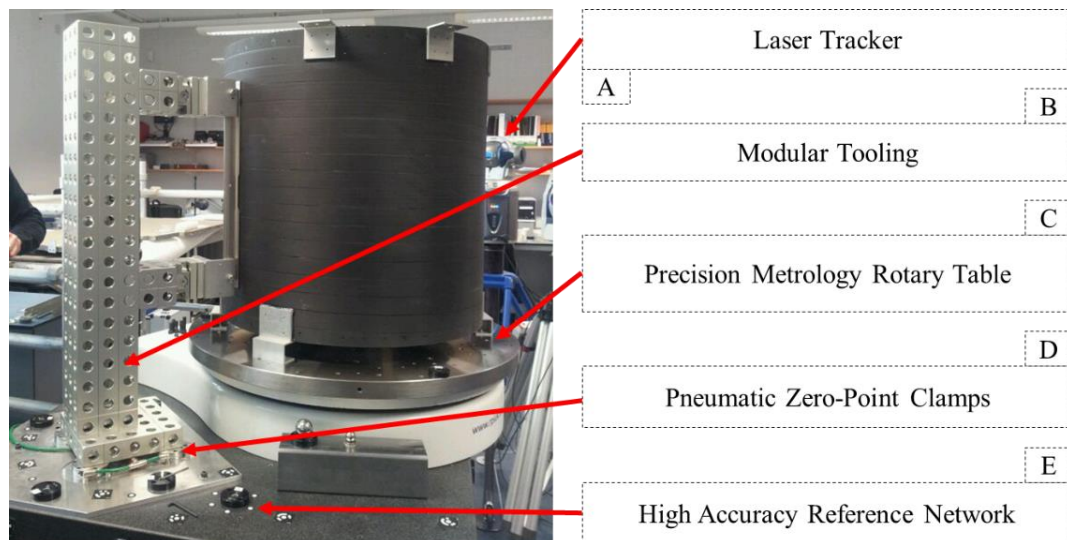 Laser Tracker
A
B
Modular Tooling
C
Precision Metrology Rotary Table
D
Pneumatic Zero-Point Clamps
E
High Accuracy Reference Network